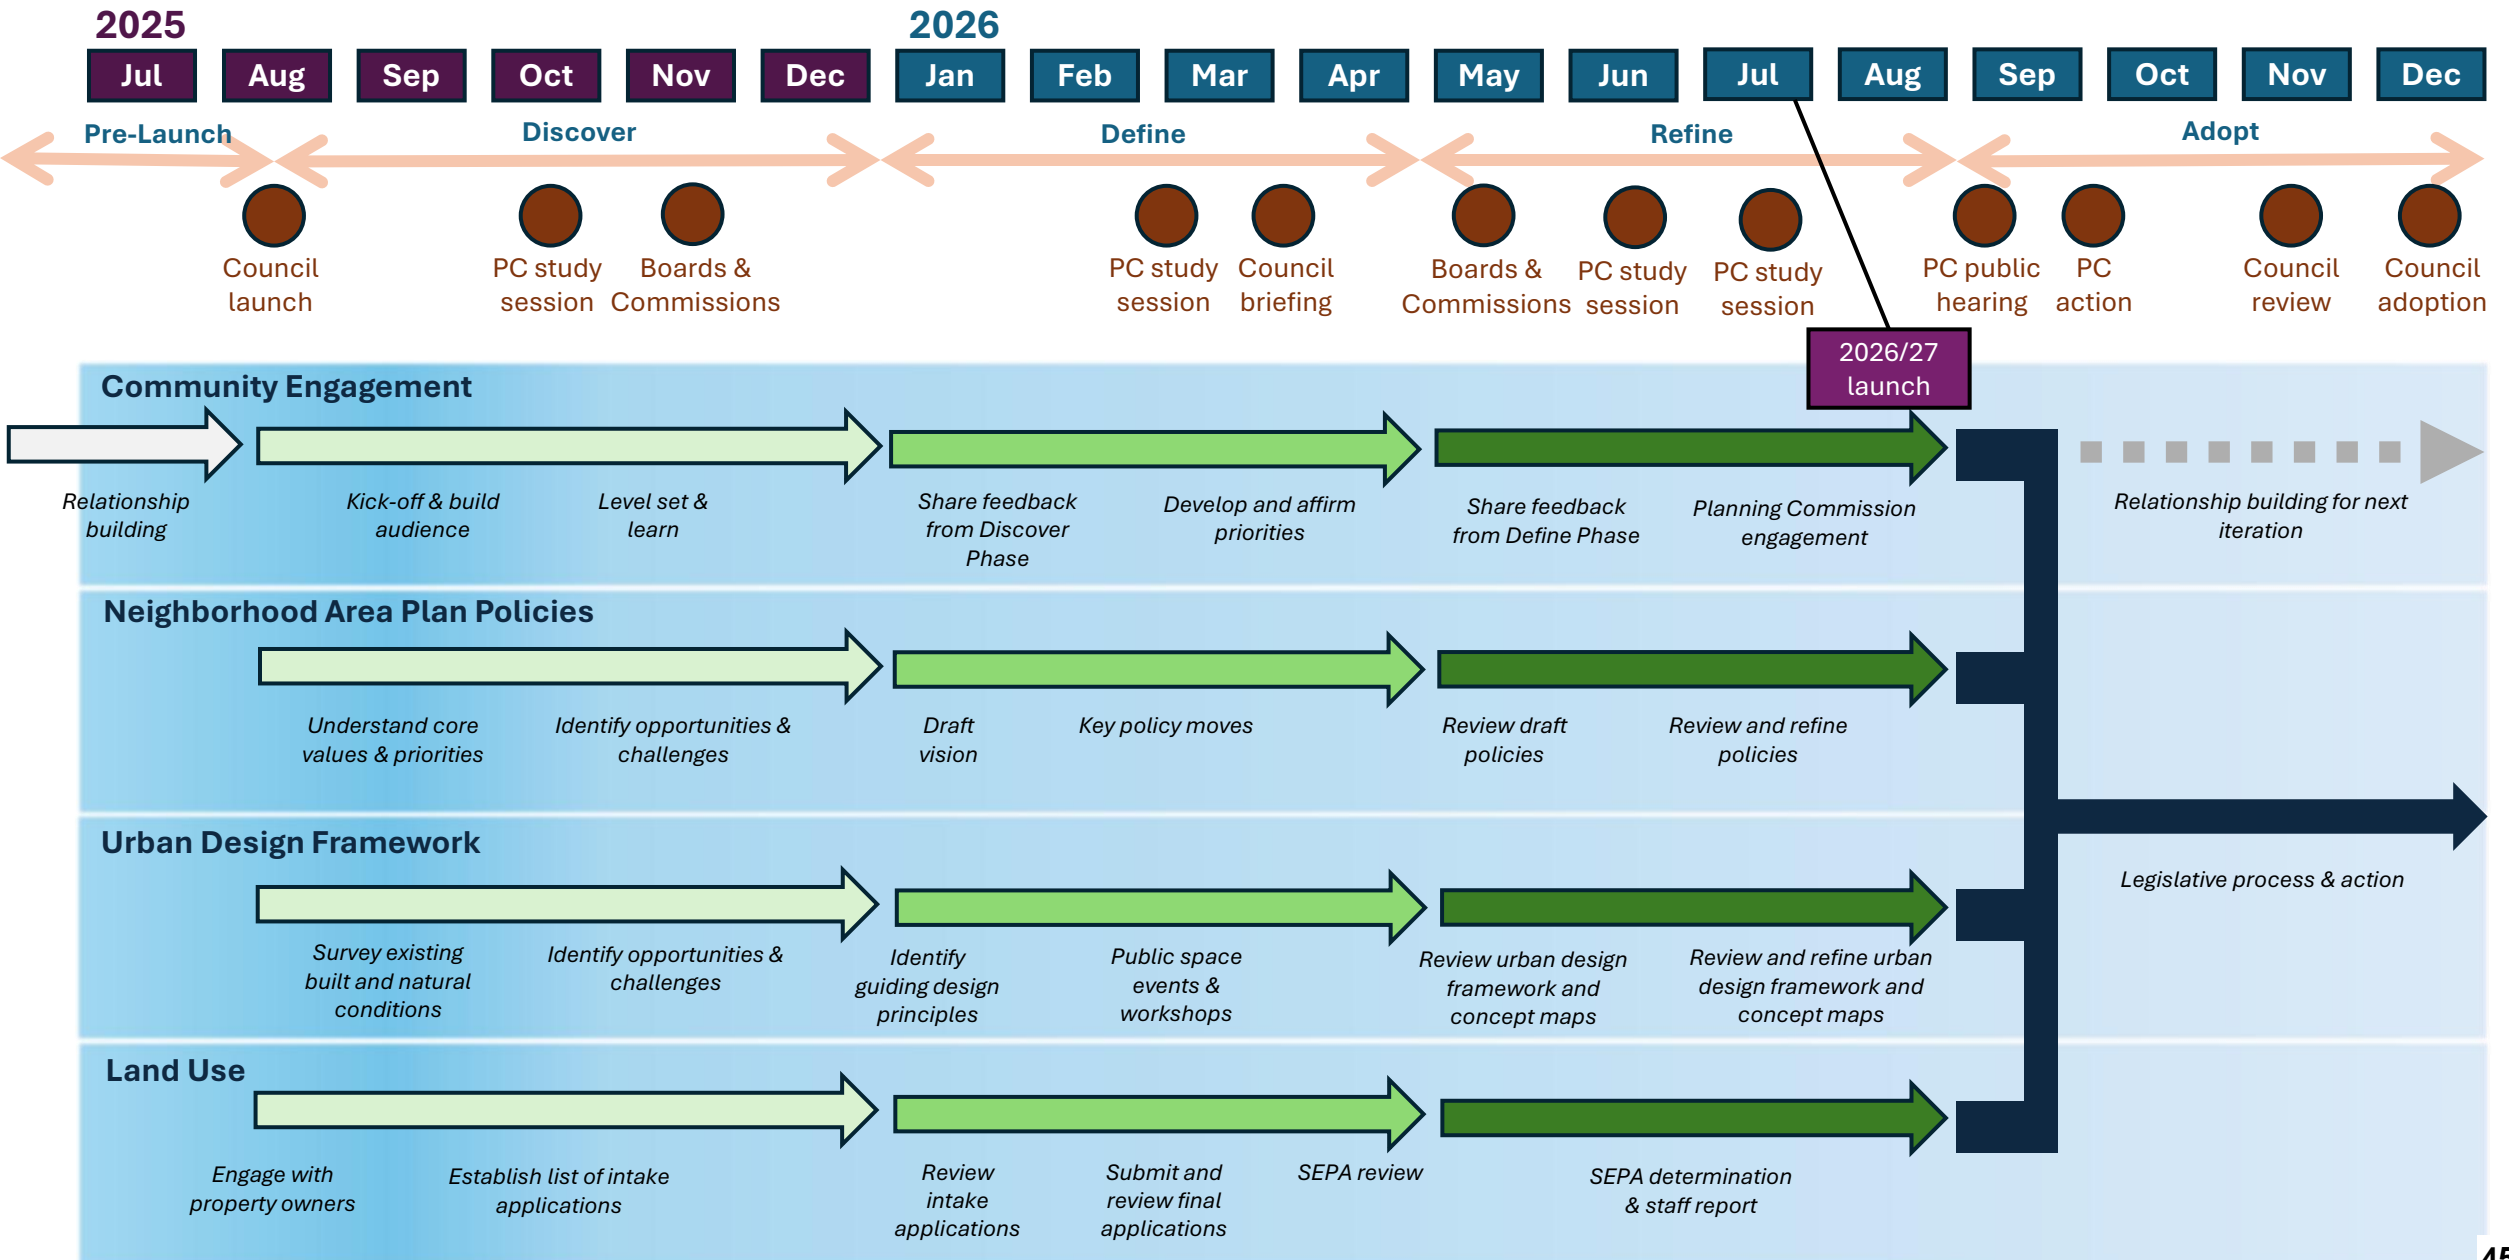 2025
2026
Jul
Aug
Sep
Oct
Nov
Dec
Jan
Feb
Mar
Apr
May
Jun
Jul
Aug
Sep
Oct
Nov
Dec
Pre-Launch
Discover
Define
Refine
Adopt
Council
launch
PC study
session
Boards &
Commissions
PC study
session
Council
briefing
Boards &
Commissions
PC study
session
PC study
session
PC public
hearing
PC
action
Council
review
Council
adoption
2026/27
launch
Community Engagement
Relationship
building
Kick-off & build
audience
Level set &
learn
Share feedback
from Discover
Phase
Develop and affirm
priorities
Share feedback
from Define Phase
Planning Commission
engagement
Relationship building for next
iteration
Neighborhood Area Plan Policies
Understand core
values & priorities
Identify opportunities &
challenges
Draft
vision
Key policy moves
Review draft
policies
Review and refine
policies
Urban Design Framework
Survey existing
built and natural
conditions
Identify opportunities &
challenges
Identify
guiding design
principles
Public space
events &
workshops
Review urban design
framework and
concept maps
Review and refine urban
design framework and
concept maps
Legislative process & action
Land Use
Engage with
property owners
Establish list of intake
applications
Review
intake
applications
Submit and
review final
applications
SEPA review
SEPA determination
& staff report